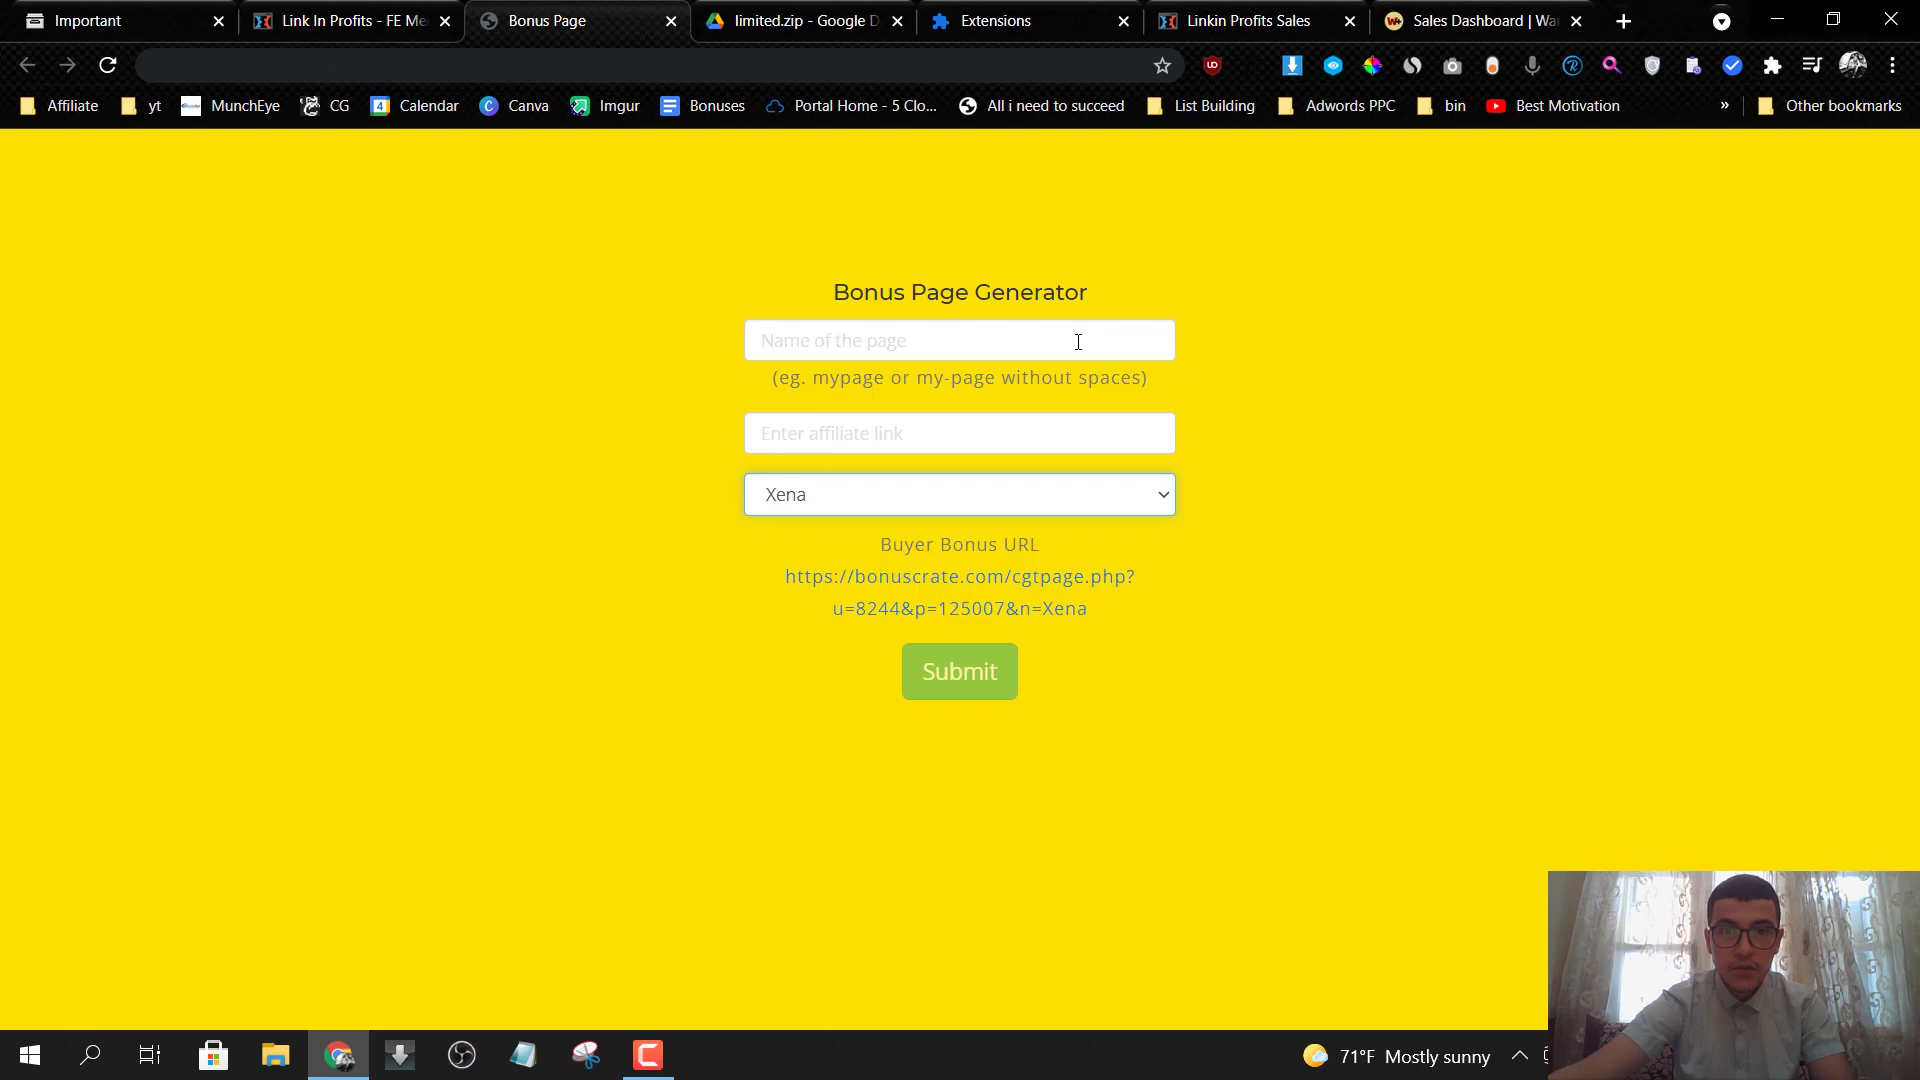 Important
Link In Profits - FE Me
Bonus Page
limited.zip - Google D
Extensions
Linkin Profits Sales
Sales Dashboard | Wa
Affiliate
yt
MunchEye
CG
Calendar
Canva
Imgur
Bonuses
Portal Home - 5 Clo...
All i need to succeed
List Building
Adwords PPC
bin
Best Motivation
»
Other bookmarks
Bonus Page Generator
Name of the page
(eg. mypage or my-page without spaces)
Enter affiliate link
Xena
Buyer Bonus URL
https://bonuscrate.com/cgtpage.php?
u=8244&p=125007&n=Xena
Submit
71°F Mostly sunny